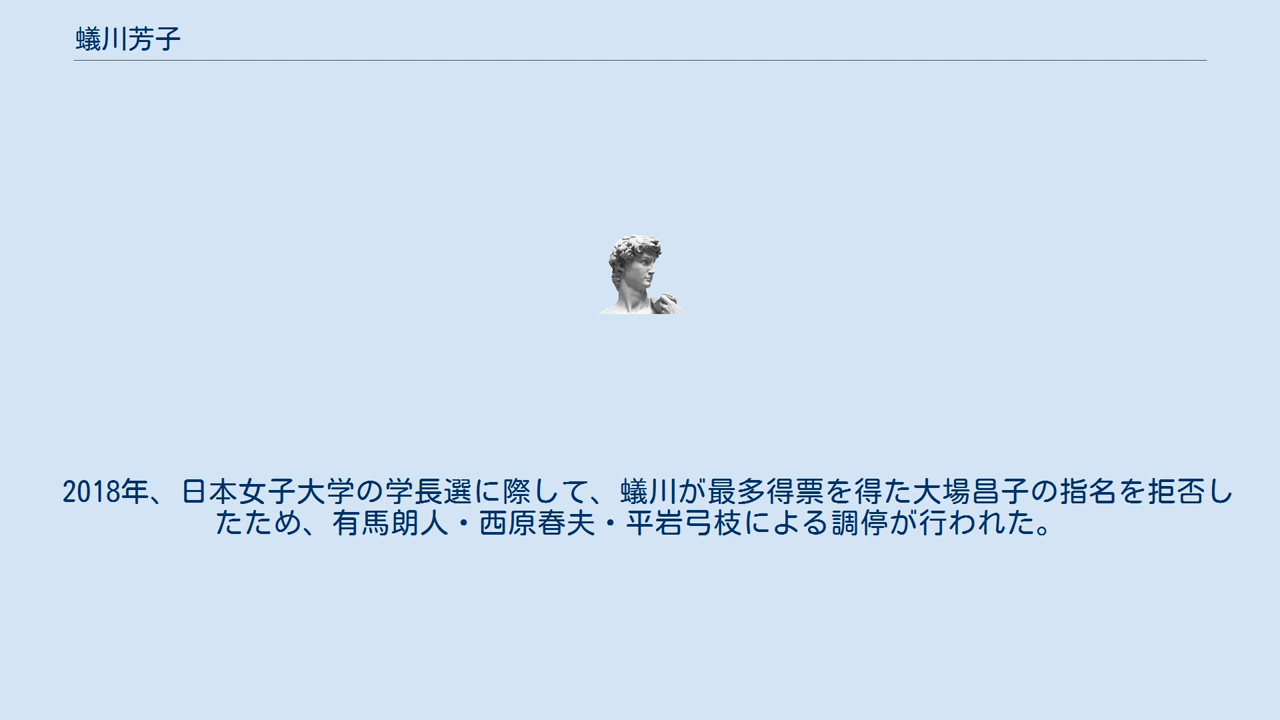 蟻川芳子
2018年、日本女子大学の学長選に際して、蟻川が最多得票を得た大場昌子の指名を拒否し
たため、有馬朗人・西原春夫・平岩弓枝による調停が行われた。